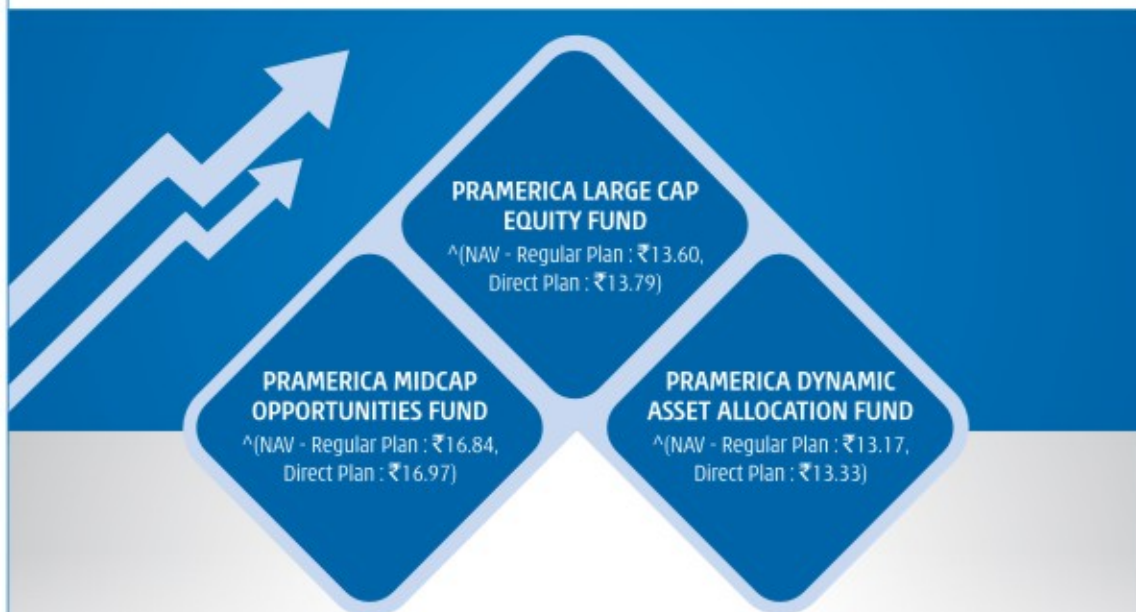 PRAMERICA LARGE CAP
EQUITY FUND
^(NAV - Regular Plan : ₹13.60,
Direct Plan : ₹13.79)
PRAMERICA MIDCAP
OPPORTUNITIES FUND
^(NAV - Regular Plan : ₹16.84,
Direct Plan : ₹16.97)
PRAMERICA DYNAMIC
ASSET ALLOCATION FUND
^(NAV - Regular Plan : ₹13.17,
Direct Plan : ₹13.33)